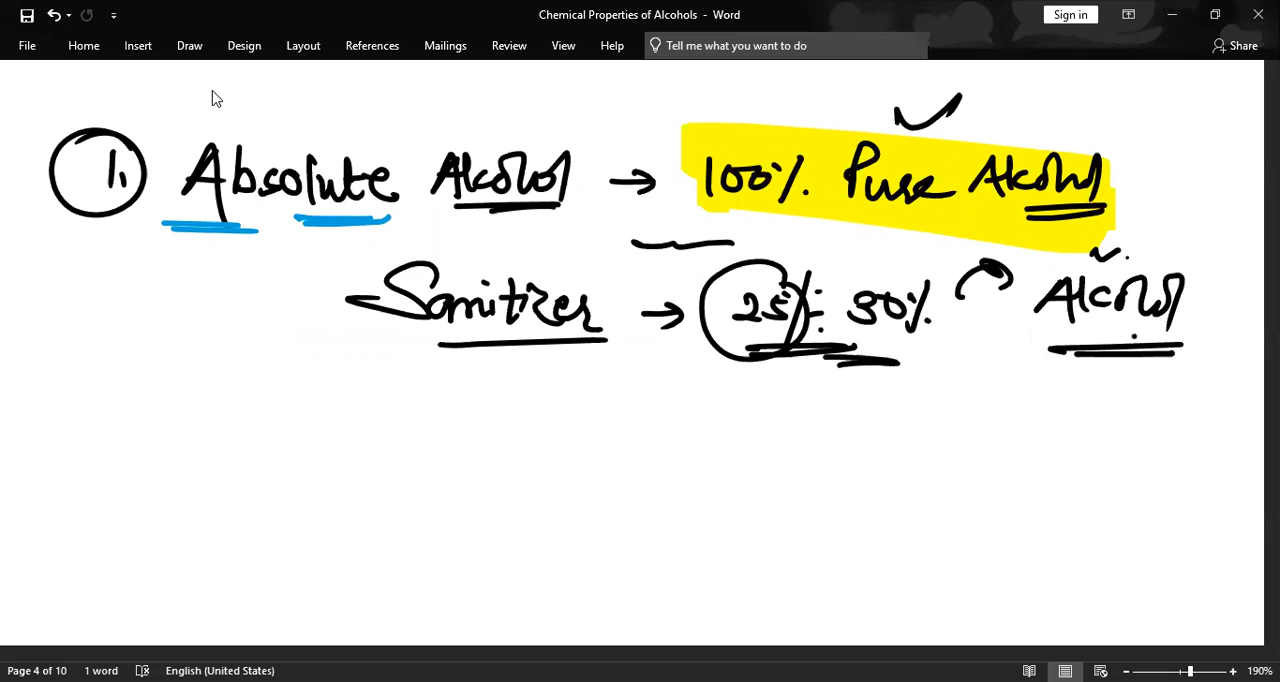 Chemical Properties of Alcohols - Word
Sign in
File Home Insert Draw Design Layout References Mailings Review View Help Tell me what you want to do Share
1. Absolute Alcohol → 100% Pure Alcohol
Sanitizer → 25% - 30% Alcohol
Page 4 of 10 1 word English (United States) 190%